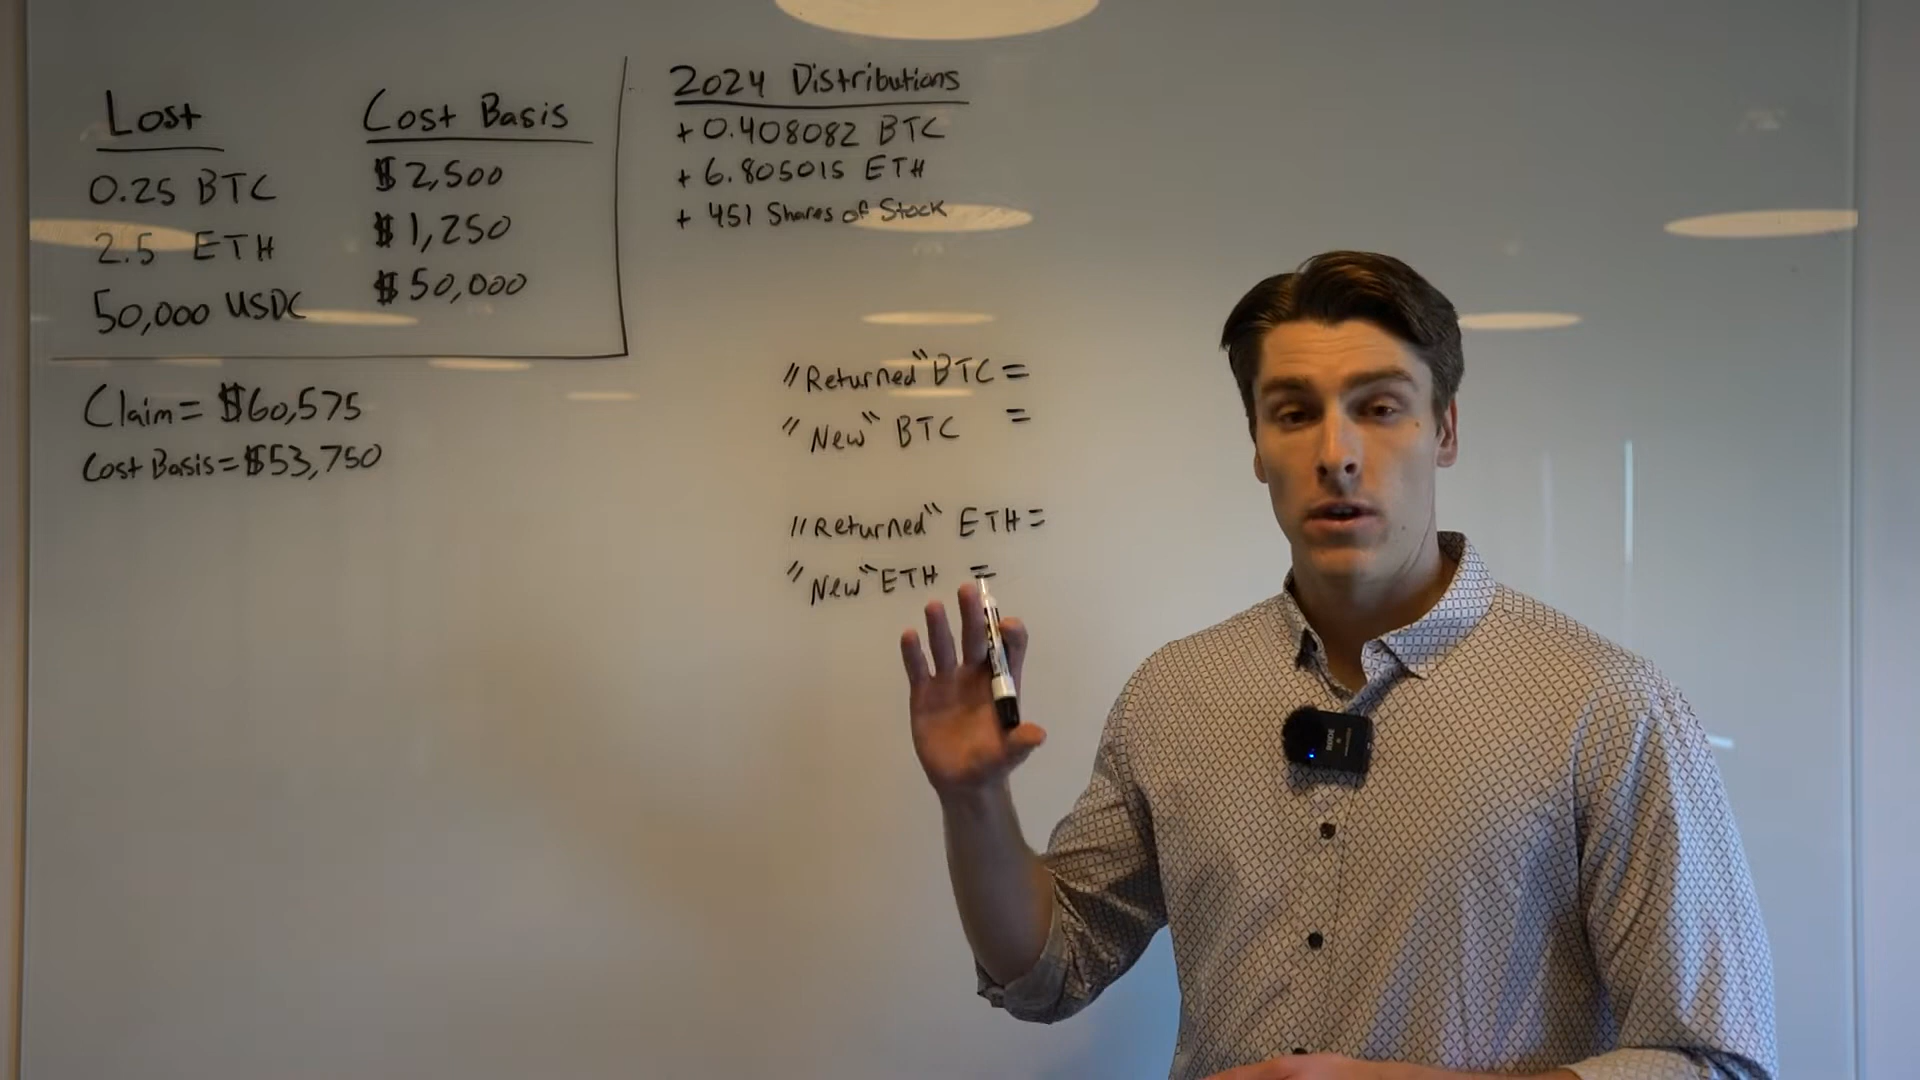 Lost
0.25 BTC
2.5 ETH
50,000 USDC
Cost Basis
$2,500
$1,250
$50,000
Claim = $60,575
Cost Basis = $53,750
2024 Distributions
+ 0.408082 BTC
+ 6.805015 ETH
+ 451 Shares of Stock
"Returned" BTC =
"New" BTC =
"Returned" ETH =
"New" ETH =
RODE